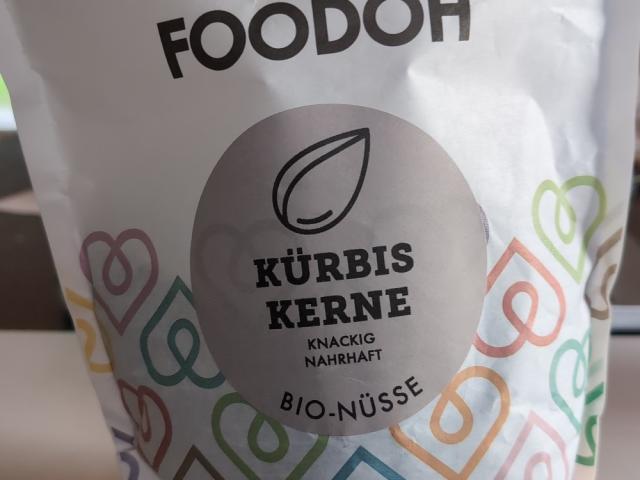 FOODOH
KÜRBIS
KERNE
KNACKIG
NAHRHAFT
BIO-NÜSSE